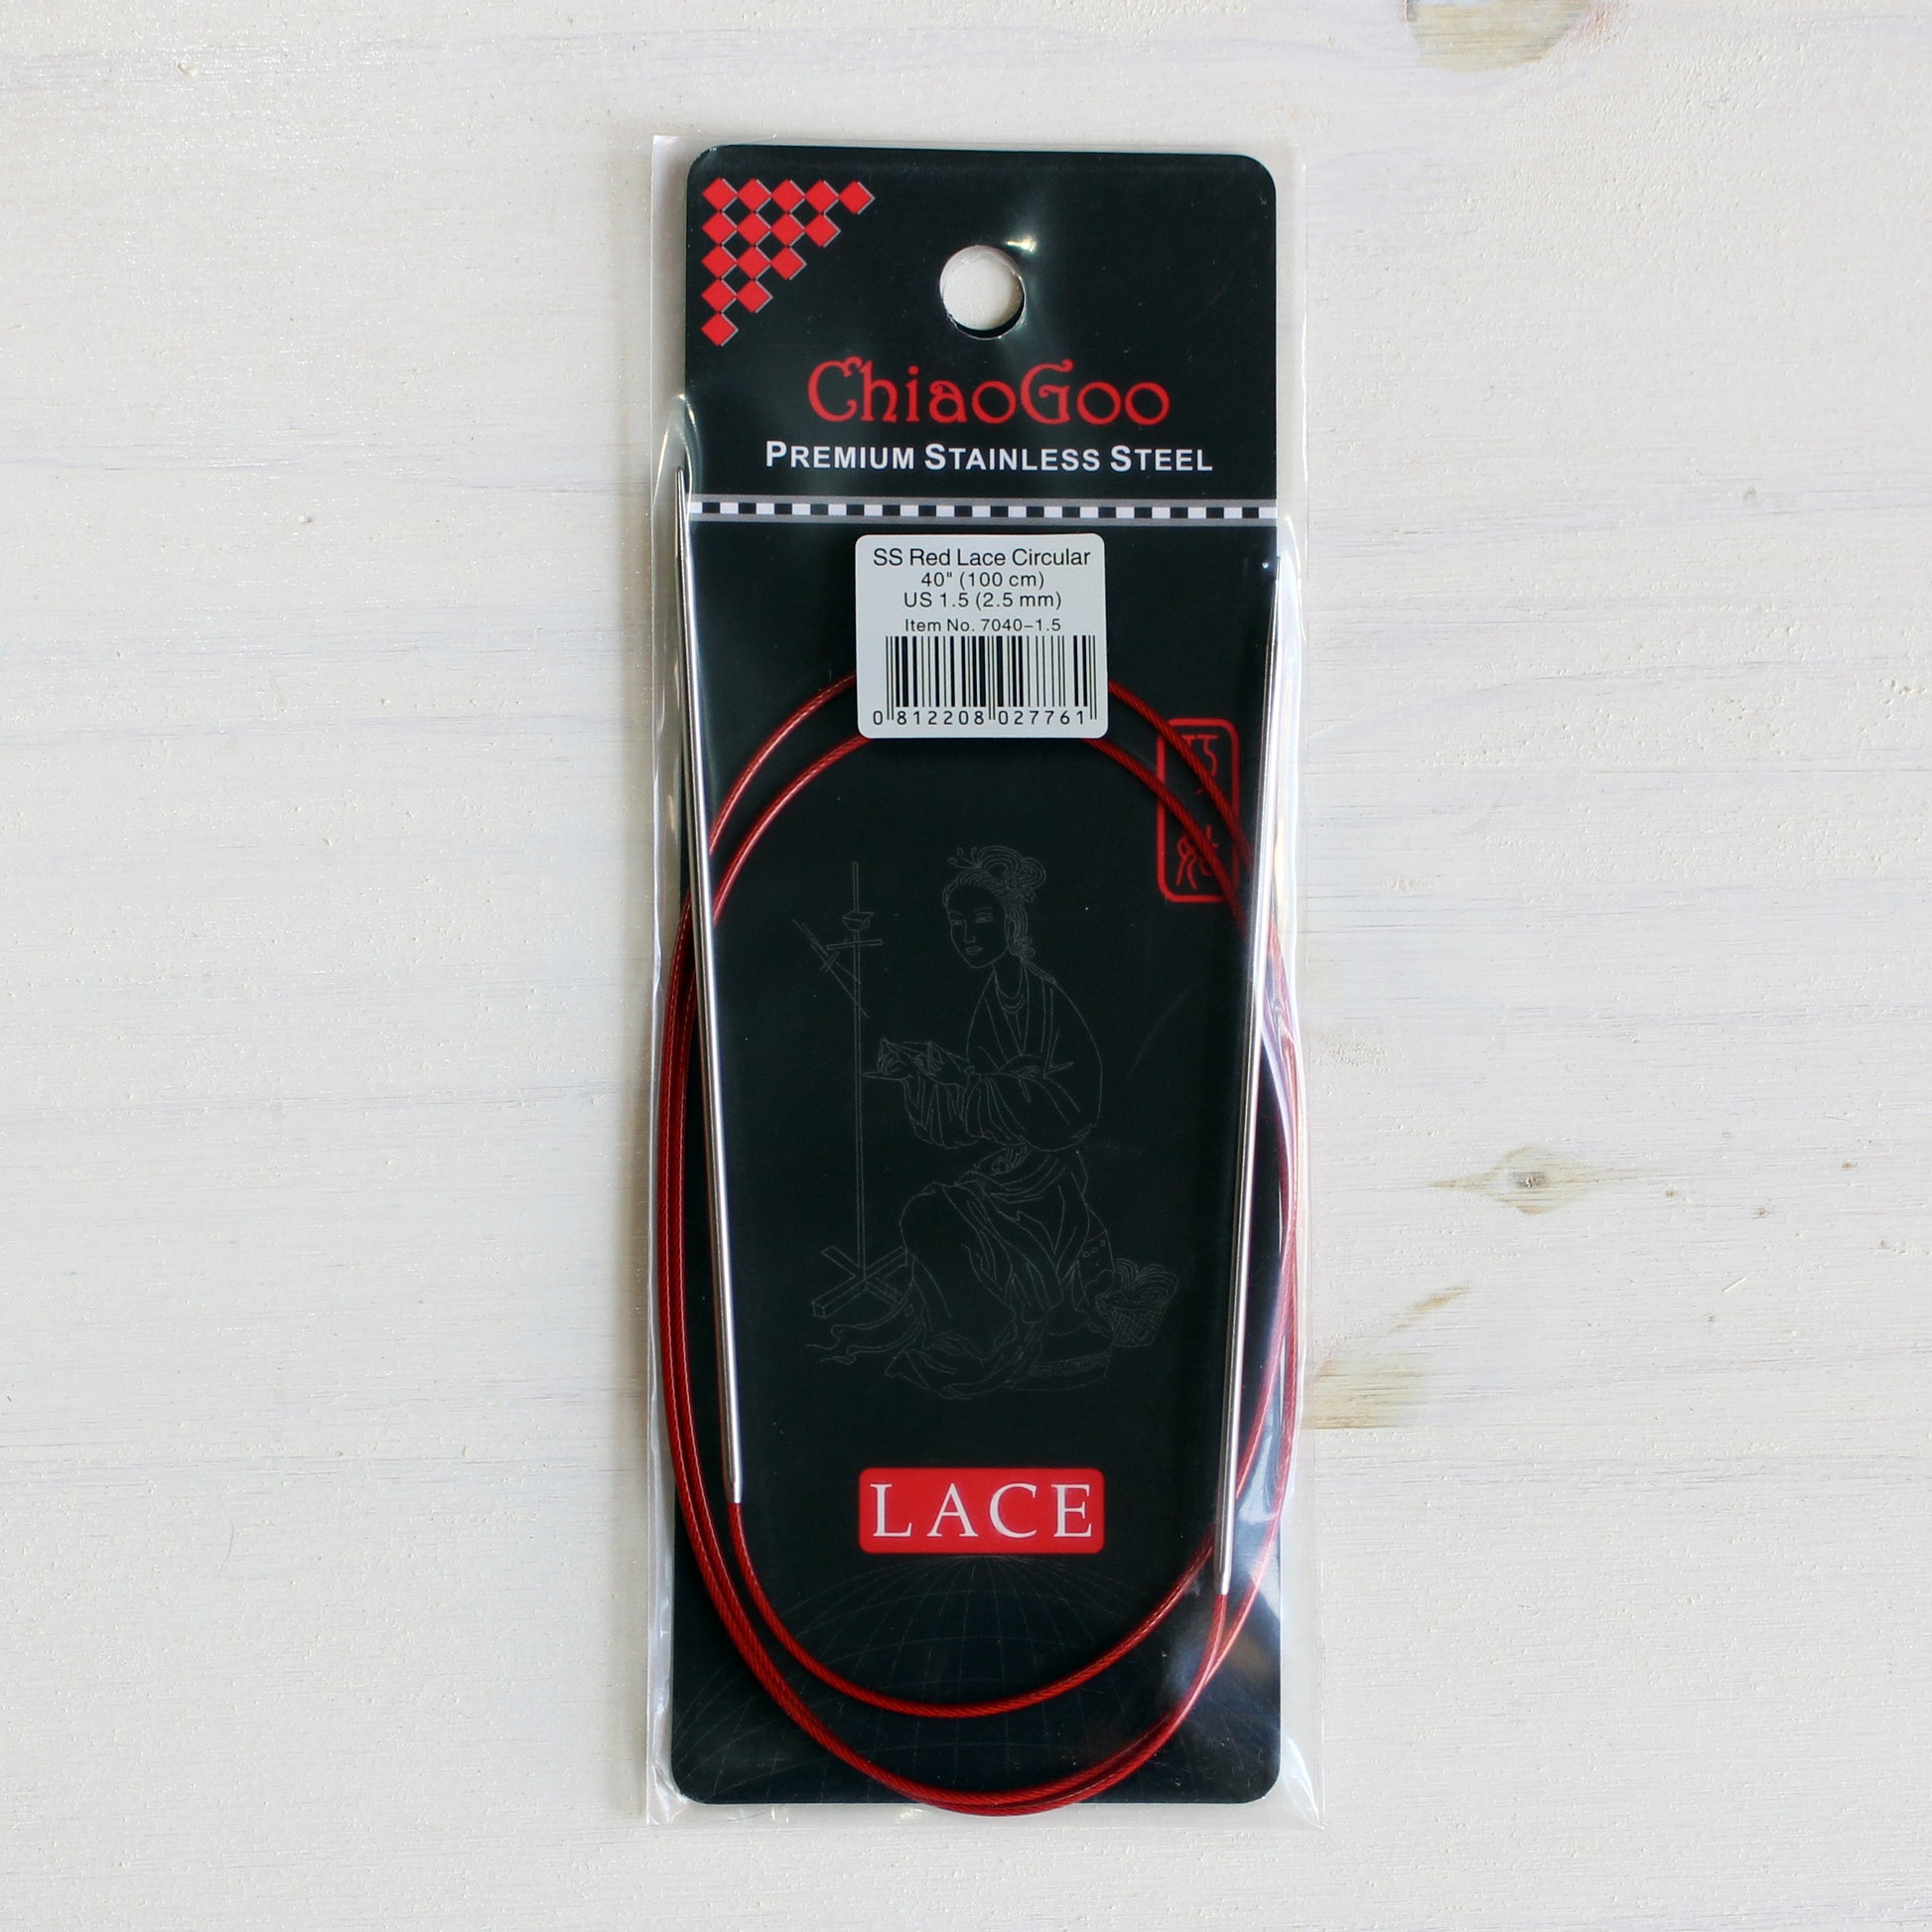 ChiaoGoo
PREMIUM STAINLESS STEEL
SS Red Lace Circular
40" (100 cm)
US 1.5 (2.5 mm)
Item No. 7040-1.5
0 812208 027761
LACE